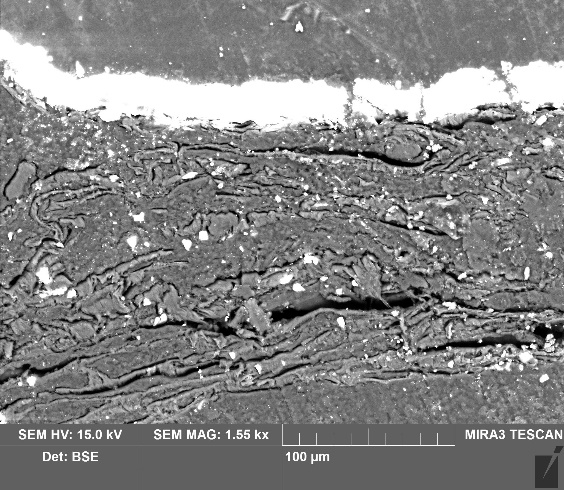 SEM HV: 15.0 kV SEM MAG: 1.55 kx MIRA3 TESCAN
Det: BSE 100 µm